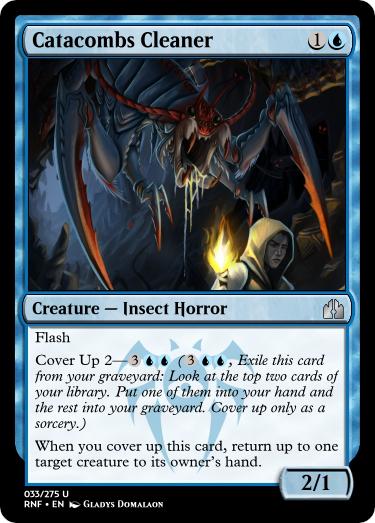 Catacombs Cleaner 1
Creature — Insect Horror
Flash
Cover Up 2—3 (3, Exile this card
from your graveyard: Look at the top two cards of
your library. Put one of them into your hand and
the rest into your graveyard. Cover up only as a
sorcery.)
When you cover up this card, return up to one
target creature to its owner's hand.
2/1
033/275 U
RNF • EN Gladys Domalaon